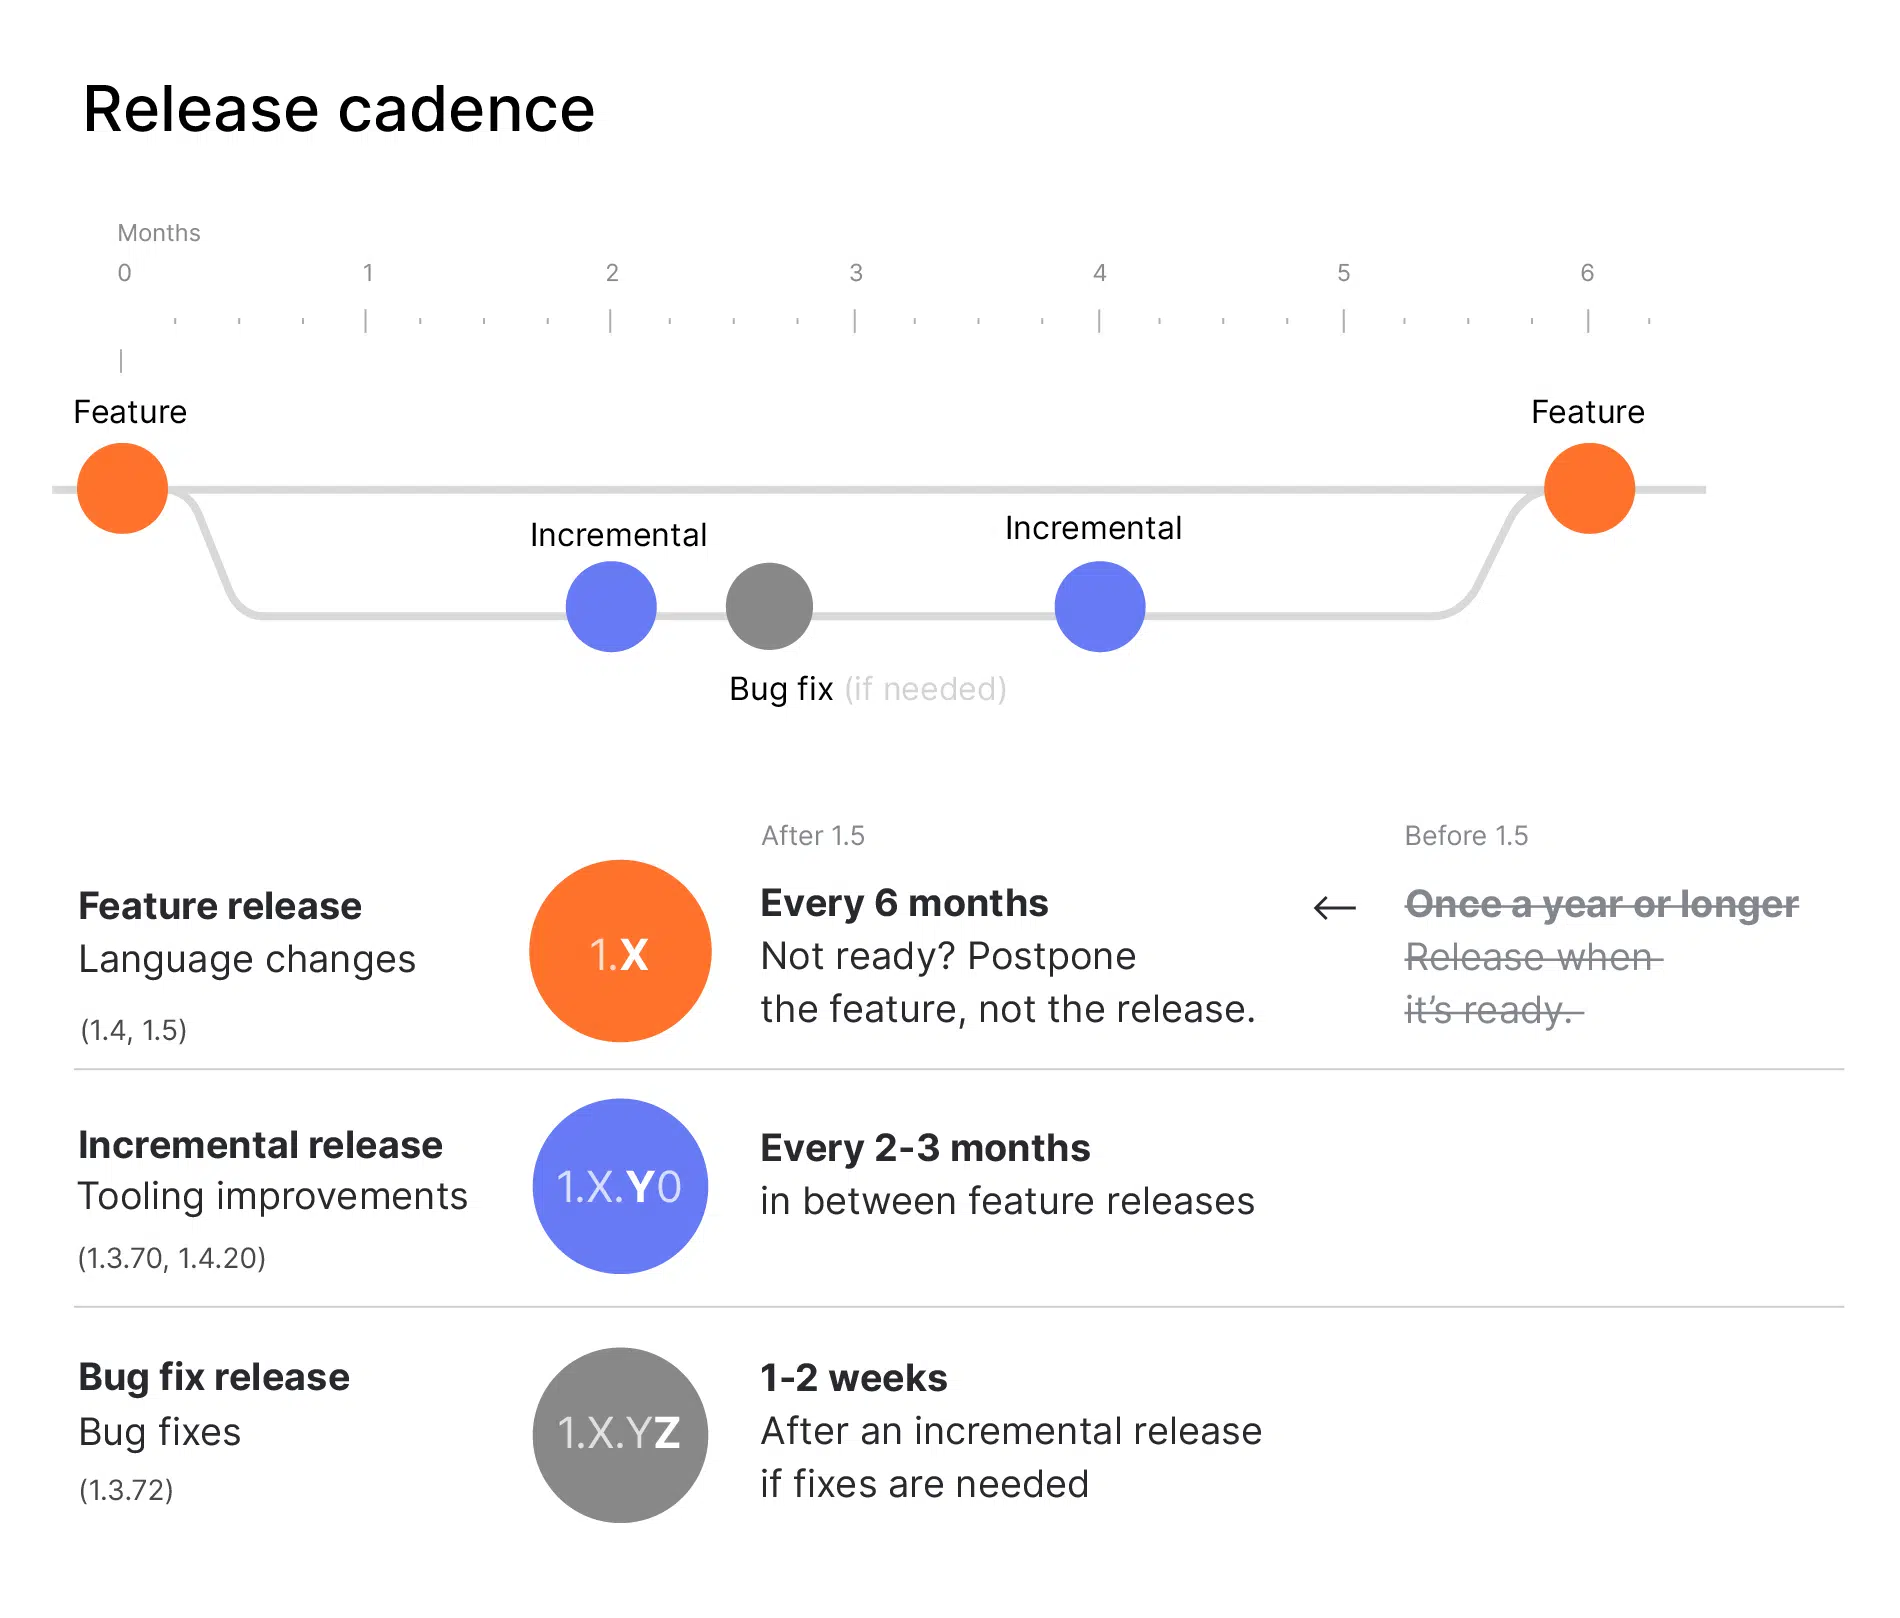 Release cadence
Months
0 1 2 3 4 5 6
Feature
Feature
Incremental
Incremental
Bug fix (if needed)
After 1.5
Before 1.5
Feature release
Language changes
(1.4, 1.5)
1.X
Every 6 months
Not ready? Postpone
the feature, not the release.
←
Once a year or longer
Release when
it’s ready.
Incremental release
Tooling improvements
(1.3.70, 1.4.20)
1.X.Y0
Every 2-3 months
in between feature releases
Bug fix release
Bug fixes
(1.3.72)
1.X.YZ
1-2 weeks
After an incremental release
if fixes are needed